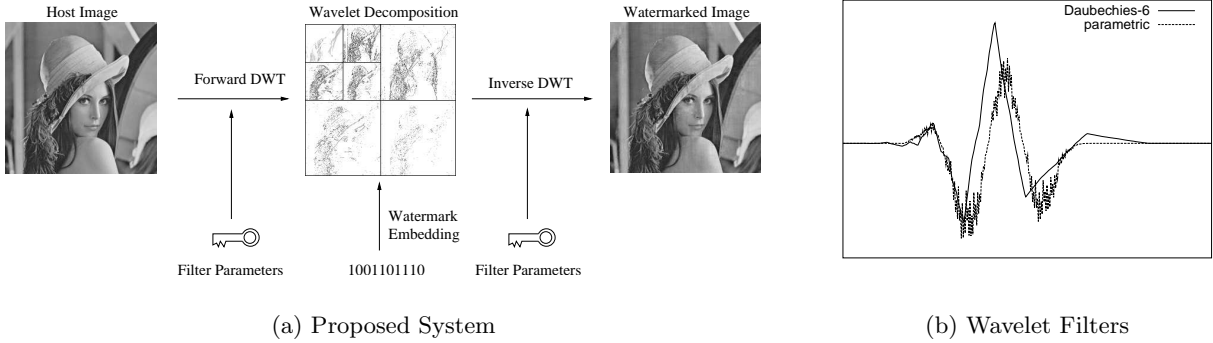 Host Image
Wavelet Decomposition
Watermarked Image
Forward DWT
Inverse DWT
Watermark
Embedding
Filter Parameters
1001101110
Filter Parameters
(a) Proposed System
Daubechies-6
parametric
(b) Wavelet Filters